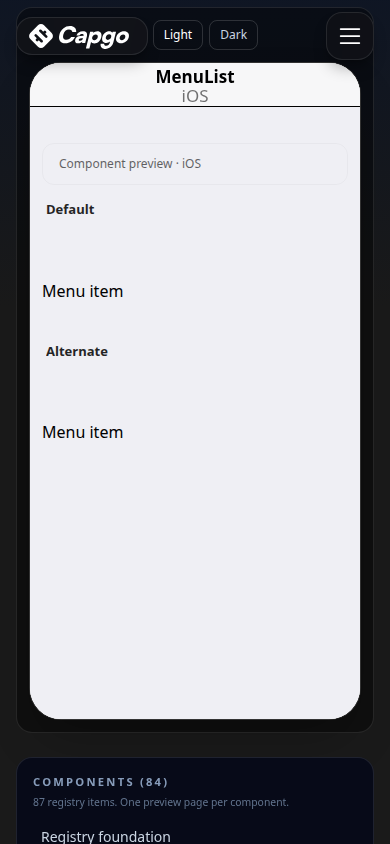 Capgo
Light
Dark
MenuList
iOS
Component preview · iOS
Default
Menu item
Alternate
Menu item
COMPONENTS (84)
87 registry items. One preview page per component.
Registry foundation